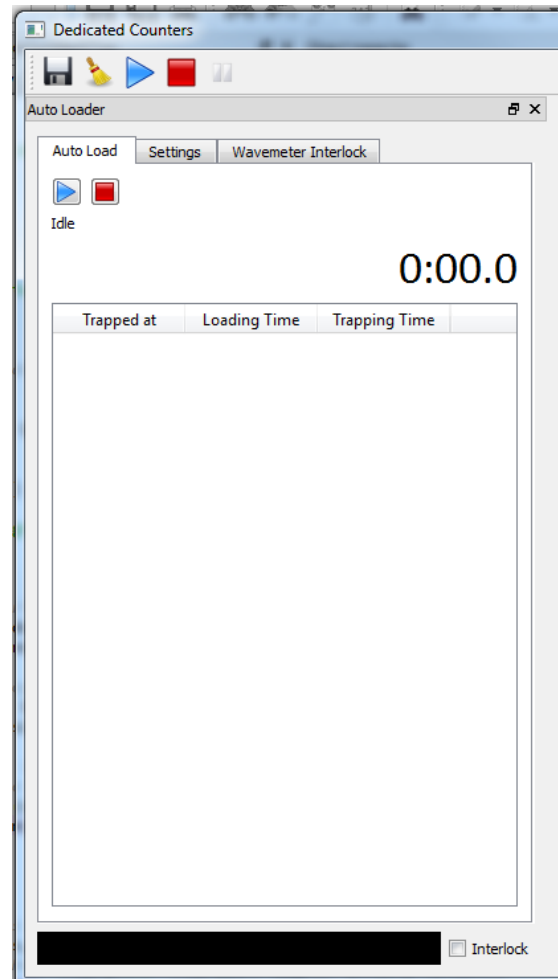 Dedicated Counters
Auto Loader
Auto Load Settings Wavemeter Interlock
Idle
0:00.0
Trapped at Loading Time Trapping Time
Interlock